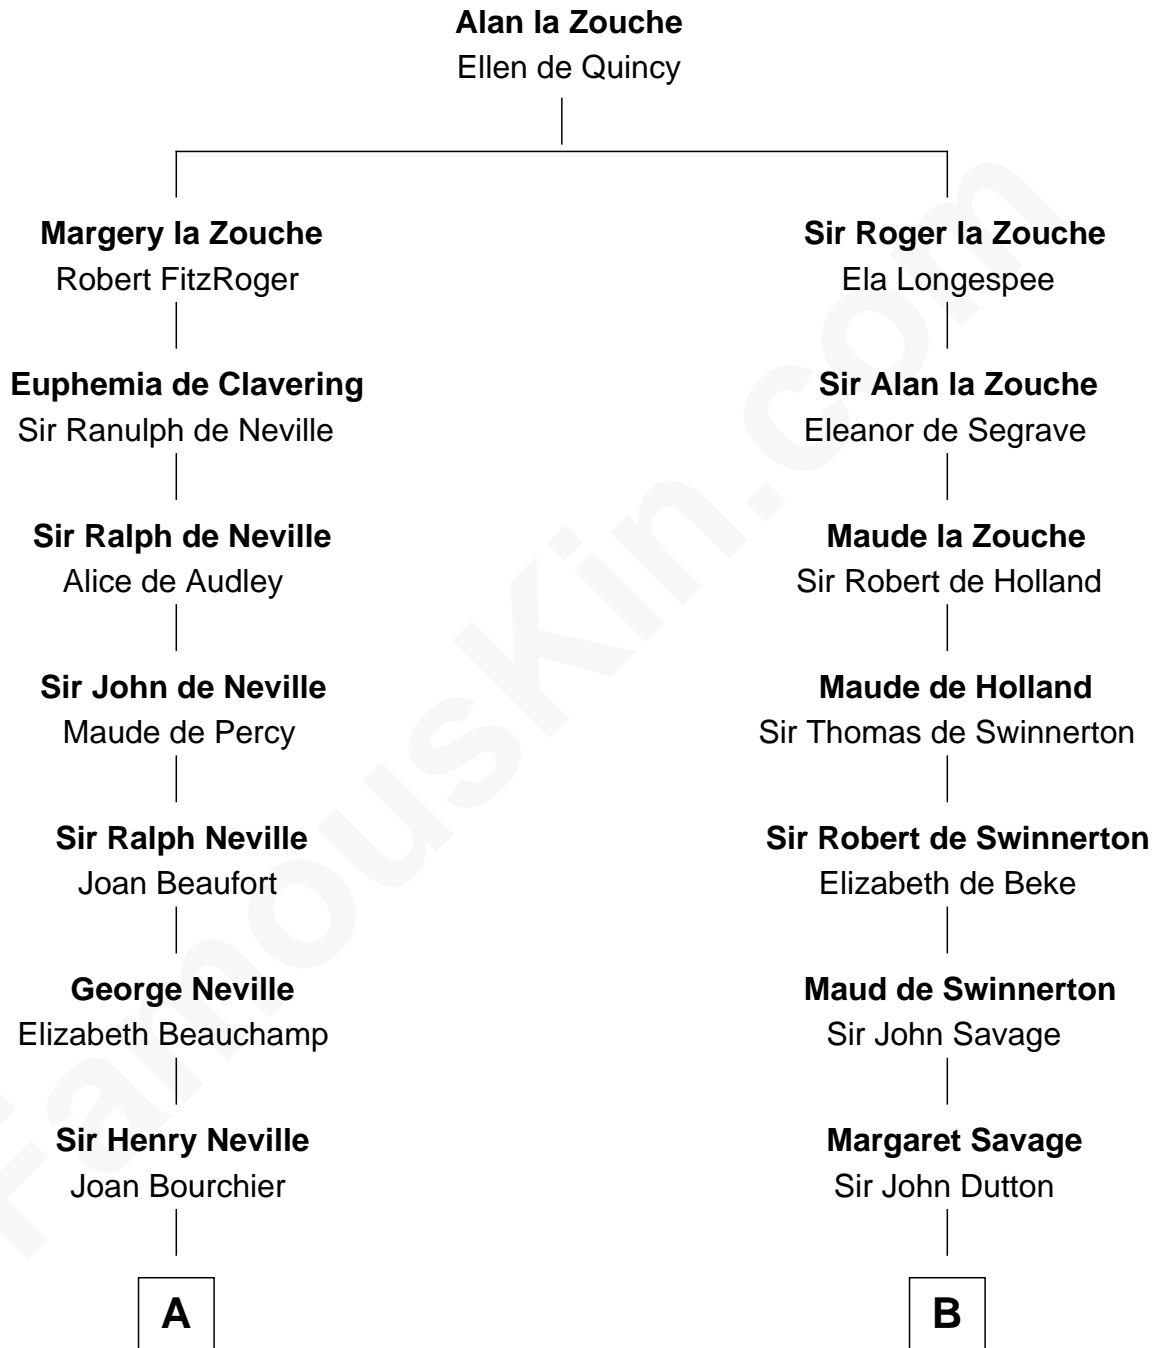 Alan la Zouche
Ellen de Quincy
Margery la Zouche
Robert FitzRoger
Sir Roger la Zouche
Ela Longespee
Euphemia de Clavering
Sir Ranulph de Neville
Sir Alan la Zouche
Eleanor de Segrave
Sir Ralph de Neville
Alice de Audley
Maude la Zouche
Sir Robert de Holland
Sir John de Neville
Maude de Percy
Maude de Holland
Sir Thomas de Swinnerton
Sir Ralph Neville
Joan Beaufort
Sir Robert de Swinnerton
Elizabeth de Beke
George Neville
Elizabeth Beauchamp
Maud de Swinnerton
Sir John Savage
Sir Henry Neville
Joan Bourchier
Margaret Savage
Sir John Dutton
A
B
FamousKin.com